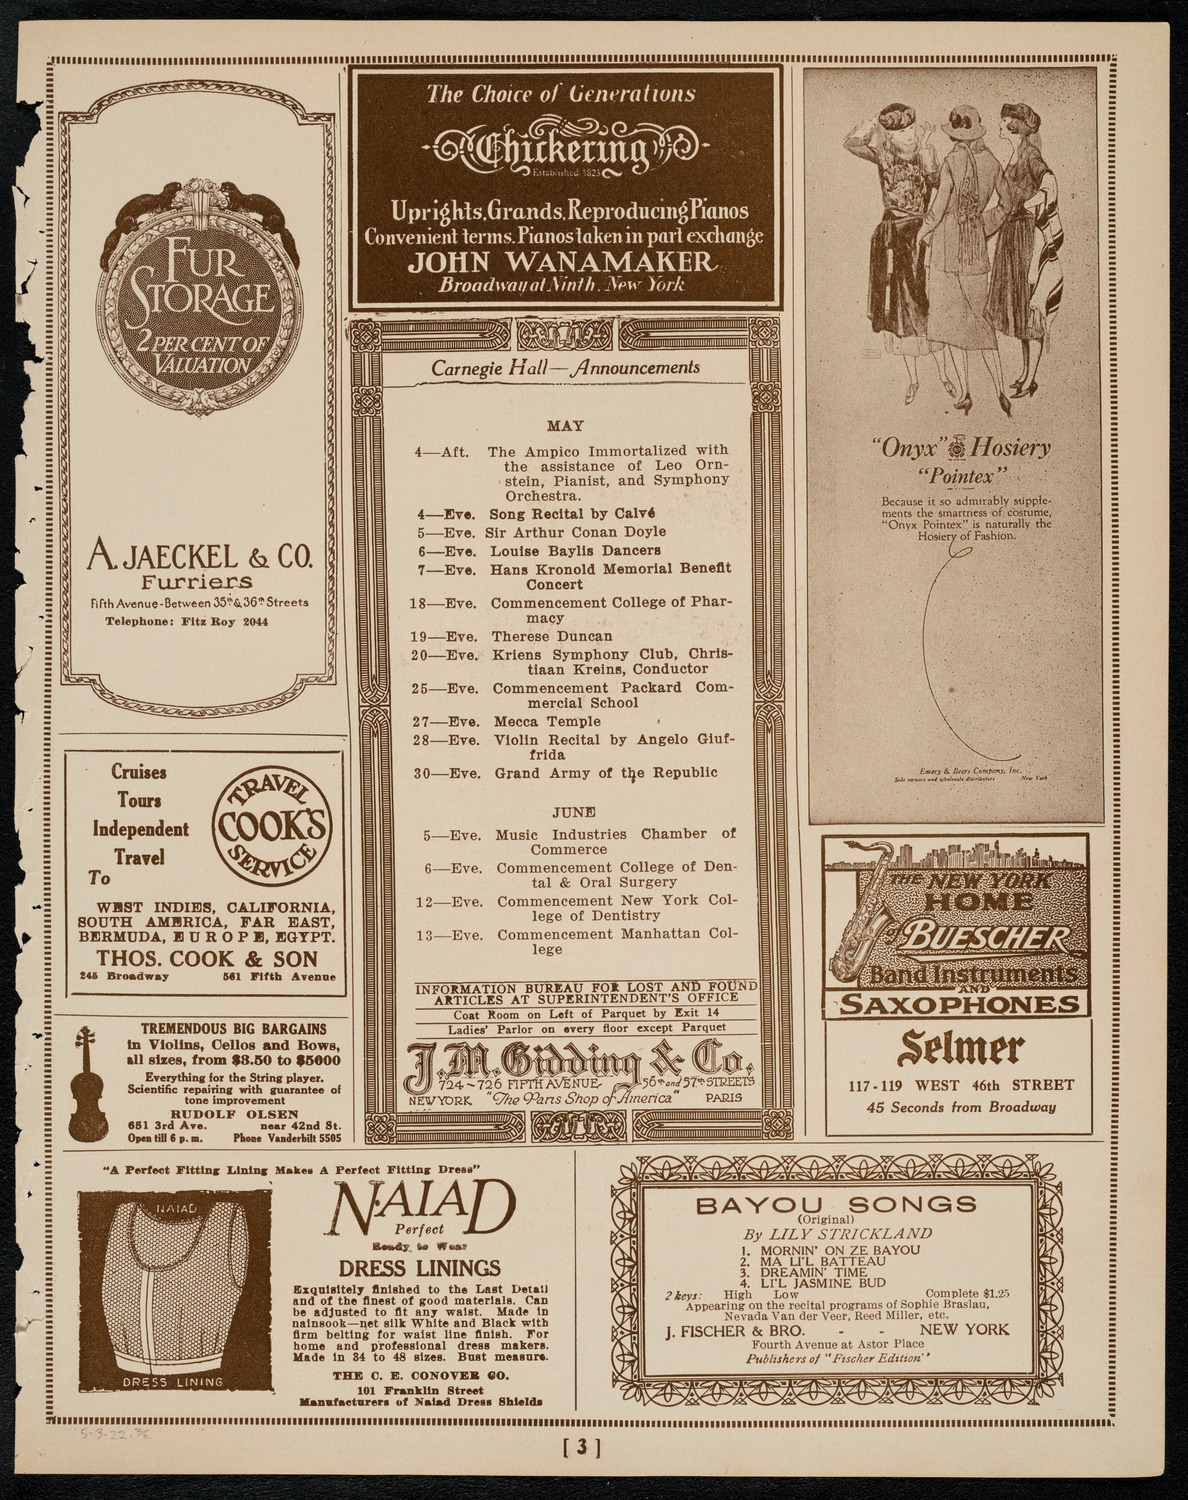 FUR
STORAGE
2 PER CENT OF
VALUATION
A. JAECKEL & CO.
Furriers
Fifth Avenue-Between 35th & 36th Streets
Telephone: Fitz Roy 2044
Cruises
Tours
Independent
Travel
To
TRAVEL
COOK'S
SERVICE
WEST INDIES, CALIFORNIA,
SOUTH AMERICA, FAR EAST,
BERMUDA, EUROPE, EGYPT.
THOS. COOK & SON
245 Broadway 561 Fifth Avenue
TREMENDOUS BIG BARGAINS
in Violins, Cellos and Bows,
all sizes, from $3.50 to $5000
Everything for the String player.
Scientific repairing with guarantee of
tone improvement
RUDOLF OLSEN
651 3rd Ave. near 42nd St.
Open till 6 p. m. Phone Vanderbilt 5505
The Choice of Generations
Chickering
Established 1823
Uprights, Grands, Reproducing Pianos
Convenient terms. Pianos taken in part exchange
JOHN WANAMAKER
Broadway at Ninth, New York
Carnegie Hall—Announcements
MAY
4—Aft. The Ampico Immortalized with
the assistance of Leo Orn-
stein, Pianist, and Symphony
Orchestra.
4—Eve. Song Recital by Calvé
5—Eve. Sir Arthur Conan Doyle
6—Eve. Louise Baylis Dancers
7—Eve. Hans Kronold Memorial Benefit
Concert
18—Eve. Commencement College of Phar-
macy
19—Eve. Therese Duncan
20—Eve. Kriens Symphony Club, Chris-
tiaan Kreins, Conductor
25—Eve. Commencement Packard Com-
mercial School
27—Eve. Mecca Temple
28—Eve. Violin Recital by Angelo Giuf-
frida
30—Eve. Grand Army of the Republic
JUNE
5—Eve. Music Industries Chamber of
Commerce
6—Eve. Commencement College of Den-
tal & Oral Surgery
12—Eve. Commencement New York Col-
lege of Dentistry
13—Eve. Commencement Manhattan Col-
lege
INFORMATION BUREAU FOR LOST AND FOUND
ARTICLES AT SUPERINTENDENT'S OFFICE
Coat Room on Left of Parquet by Exit 14
Ladies' Parlor on every floor except Parquet
J. M. Gidding & Co.
724-726 FIFTH AVENUE 56th and 57th STREETS
NEW YORK "The Paris Shop of America" PARIS
"Onyx" Hosiery
"Pointex"
Because it so admirably supple-
ments the smartness of costume,
"Onyx Pointex" is naturally the
Hosiery of Fashion.
Emery & Beers Company, Inc.
Sole owners and wholesale distributors New York
THE NEW YORK
HOME
of BUESCHER
Band Instruments
AND
SAXOPHONES
Selmer
117-119 WEST 46th STREET
45 Seconds from Broadway
"A Perfect Fitting Lining Makes A Perfect Fitting Dress"
NAIAD
DRESS LINING
NAIAD
Perfect
Ready to Wear
DRESS LININGS
Exquisitely finished to the Last Detail
and of the finest of good materials. Can
be adjusted to fit any waist. Made in
nainsook—net silk White and Black with
firm belting for waist line finish. For
home and professional dress makers.
Made in 34 to 48 sizes. Bust measure.
THE C. E. CONOVER CO.
101 Franklin Street
Manufacturers of Naiad Dress Shields
BAYOU SONGS
(Original)
By LILY STRICKLAND
1. MORNIN' ON ZE BAYOU
2. MA LI'L BATTEAU
3. DREAMIN' TIME
4. LI'L JASMINE BUD
2 keys: High Low Complete $1.25
Appearing on the recital programs of Sophie Braslau,
Nevada Van der Veer, Reed Miller, etc.
J. FISCHER & BRO. - - NEW YORK
Fourth Avenue at Astor Place
Publishers of "Fischer Edition"
5-3-22.3E
[ 3 ]